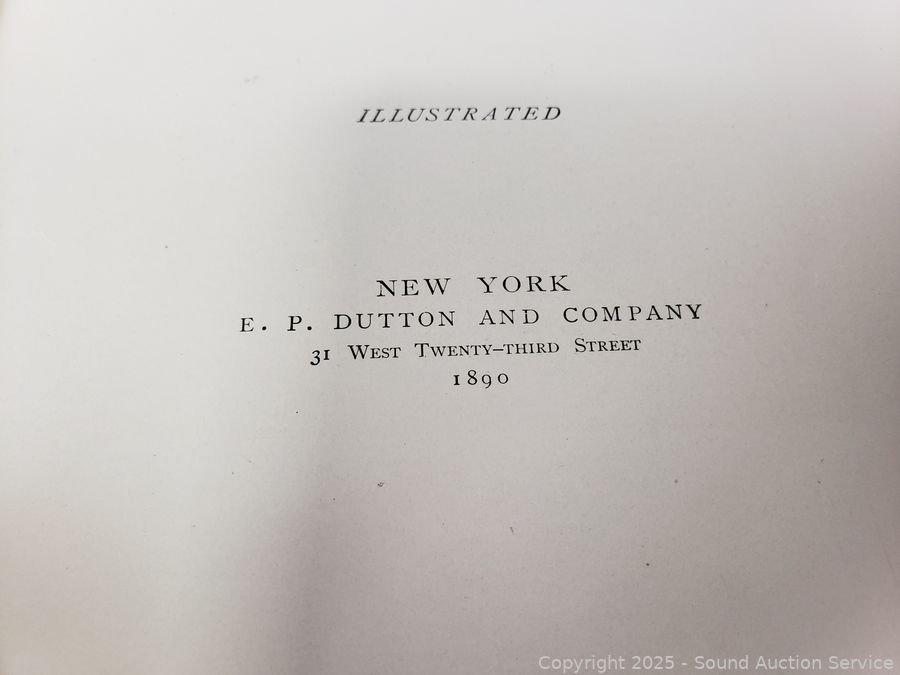 ILLUSTRATED
NEW YORK
E. P. DUTTON AND COMPANY
31 West Twenty–third Street
1890
Copyright 2025 - Sound Auction Service